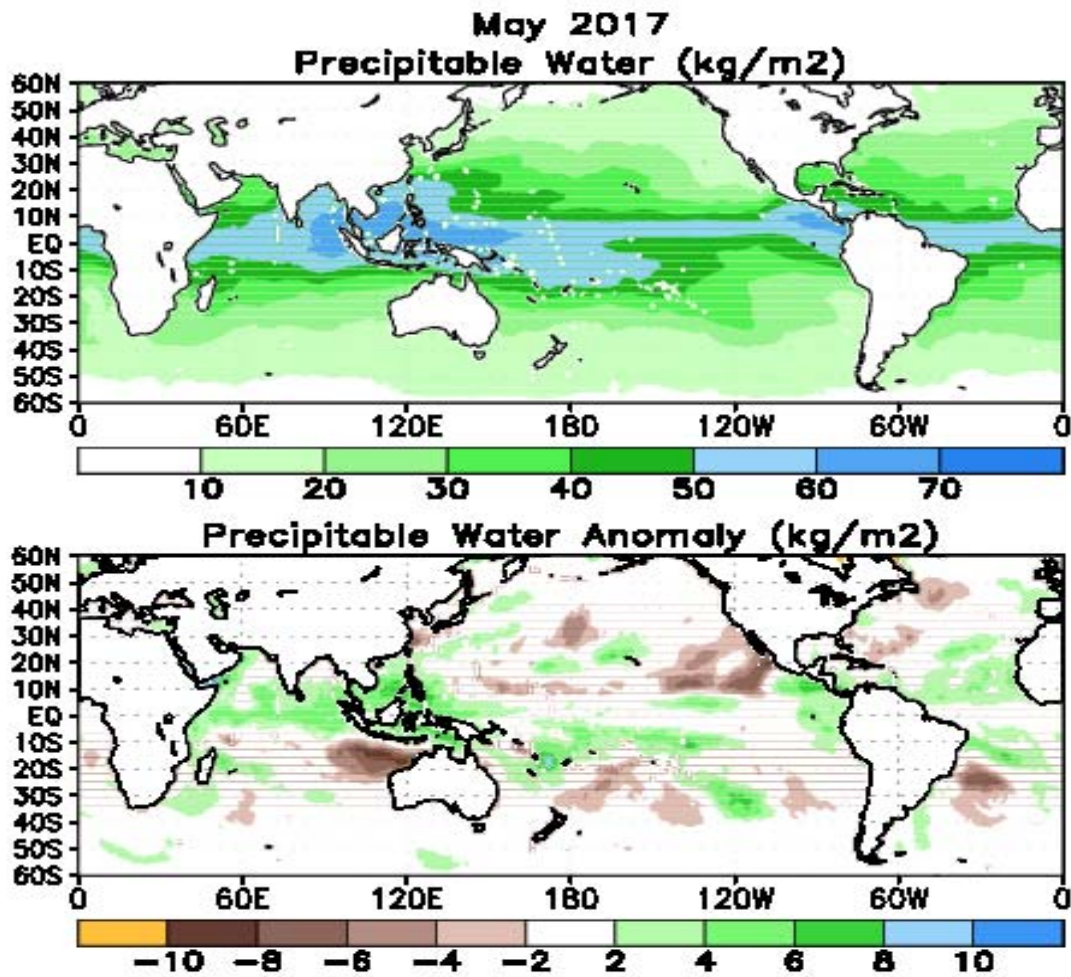 May 2017
Precipitable Water (kg/m2)
60N
50N
40N
30N
20N
10N
EQ
10S
20S
30S
40S
50S
60S
0 60E 120E 180 120W 60W 0
10 20 30 40 50 60 70
Precipitable Water Anomaly (kg/m2)
60N
50N
40N
30N
20N
10N
EQ
10S
20S
30S
40S
50S
60S
0 60E 120E 180 120W 60W 0
-10 -8 -6 -4 -2 2 4 6 8 10